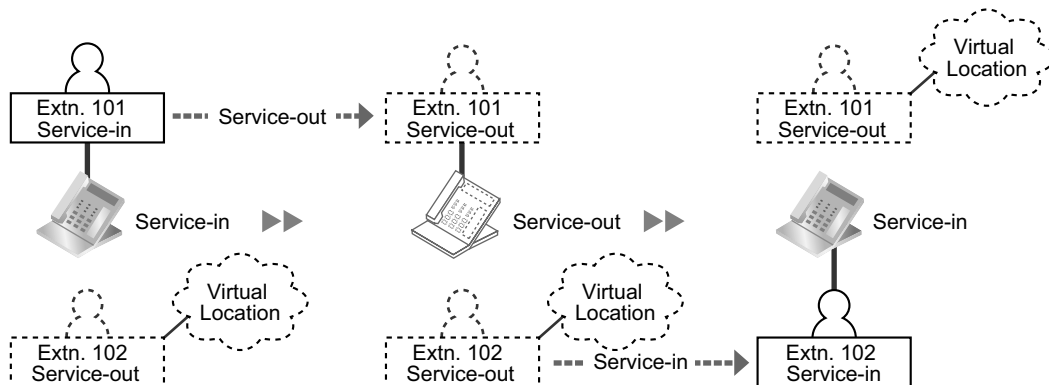 Virtual
Location
Extn. 101
Service-in
Service-out
Extn. 101
Service-out
Extn. 101
Service-out
Service-in
Service-out
Service-in
Virtual
Location
Virtual
Location
Extn. 102
Service-out
Extn. 102
Service-out
Service-in
Extn. 102
Service-in